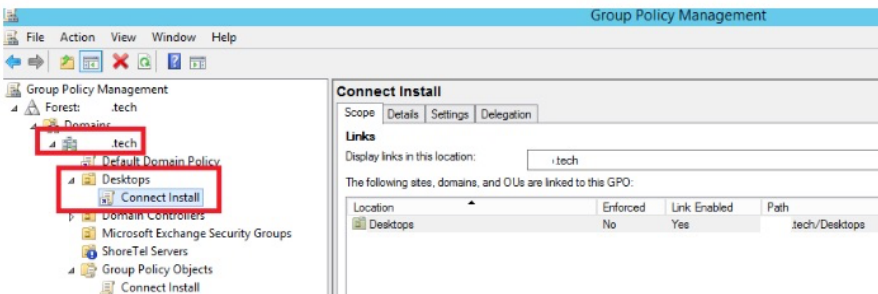 Group Policy Management
File Action View Window Help
Group Policy Management
Forest: .tech
Domains
.tech
Default Domain Policy
Desktops
Connect Install
Domain Controllers
Microsoft Exchange Security Groups
ShoreTel Servers
Group Policy Objects
Connect Install
Connect Install
Scope Details Settings Delegation
Links
Display links in this location: .tech
The following sites, domains, and OUs are linked to this GPO:
Location Enforced Link Enabled Path
Desktops No Yes .tech/Desktops